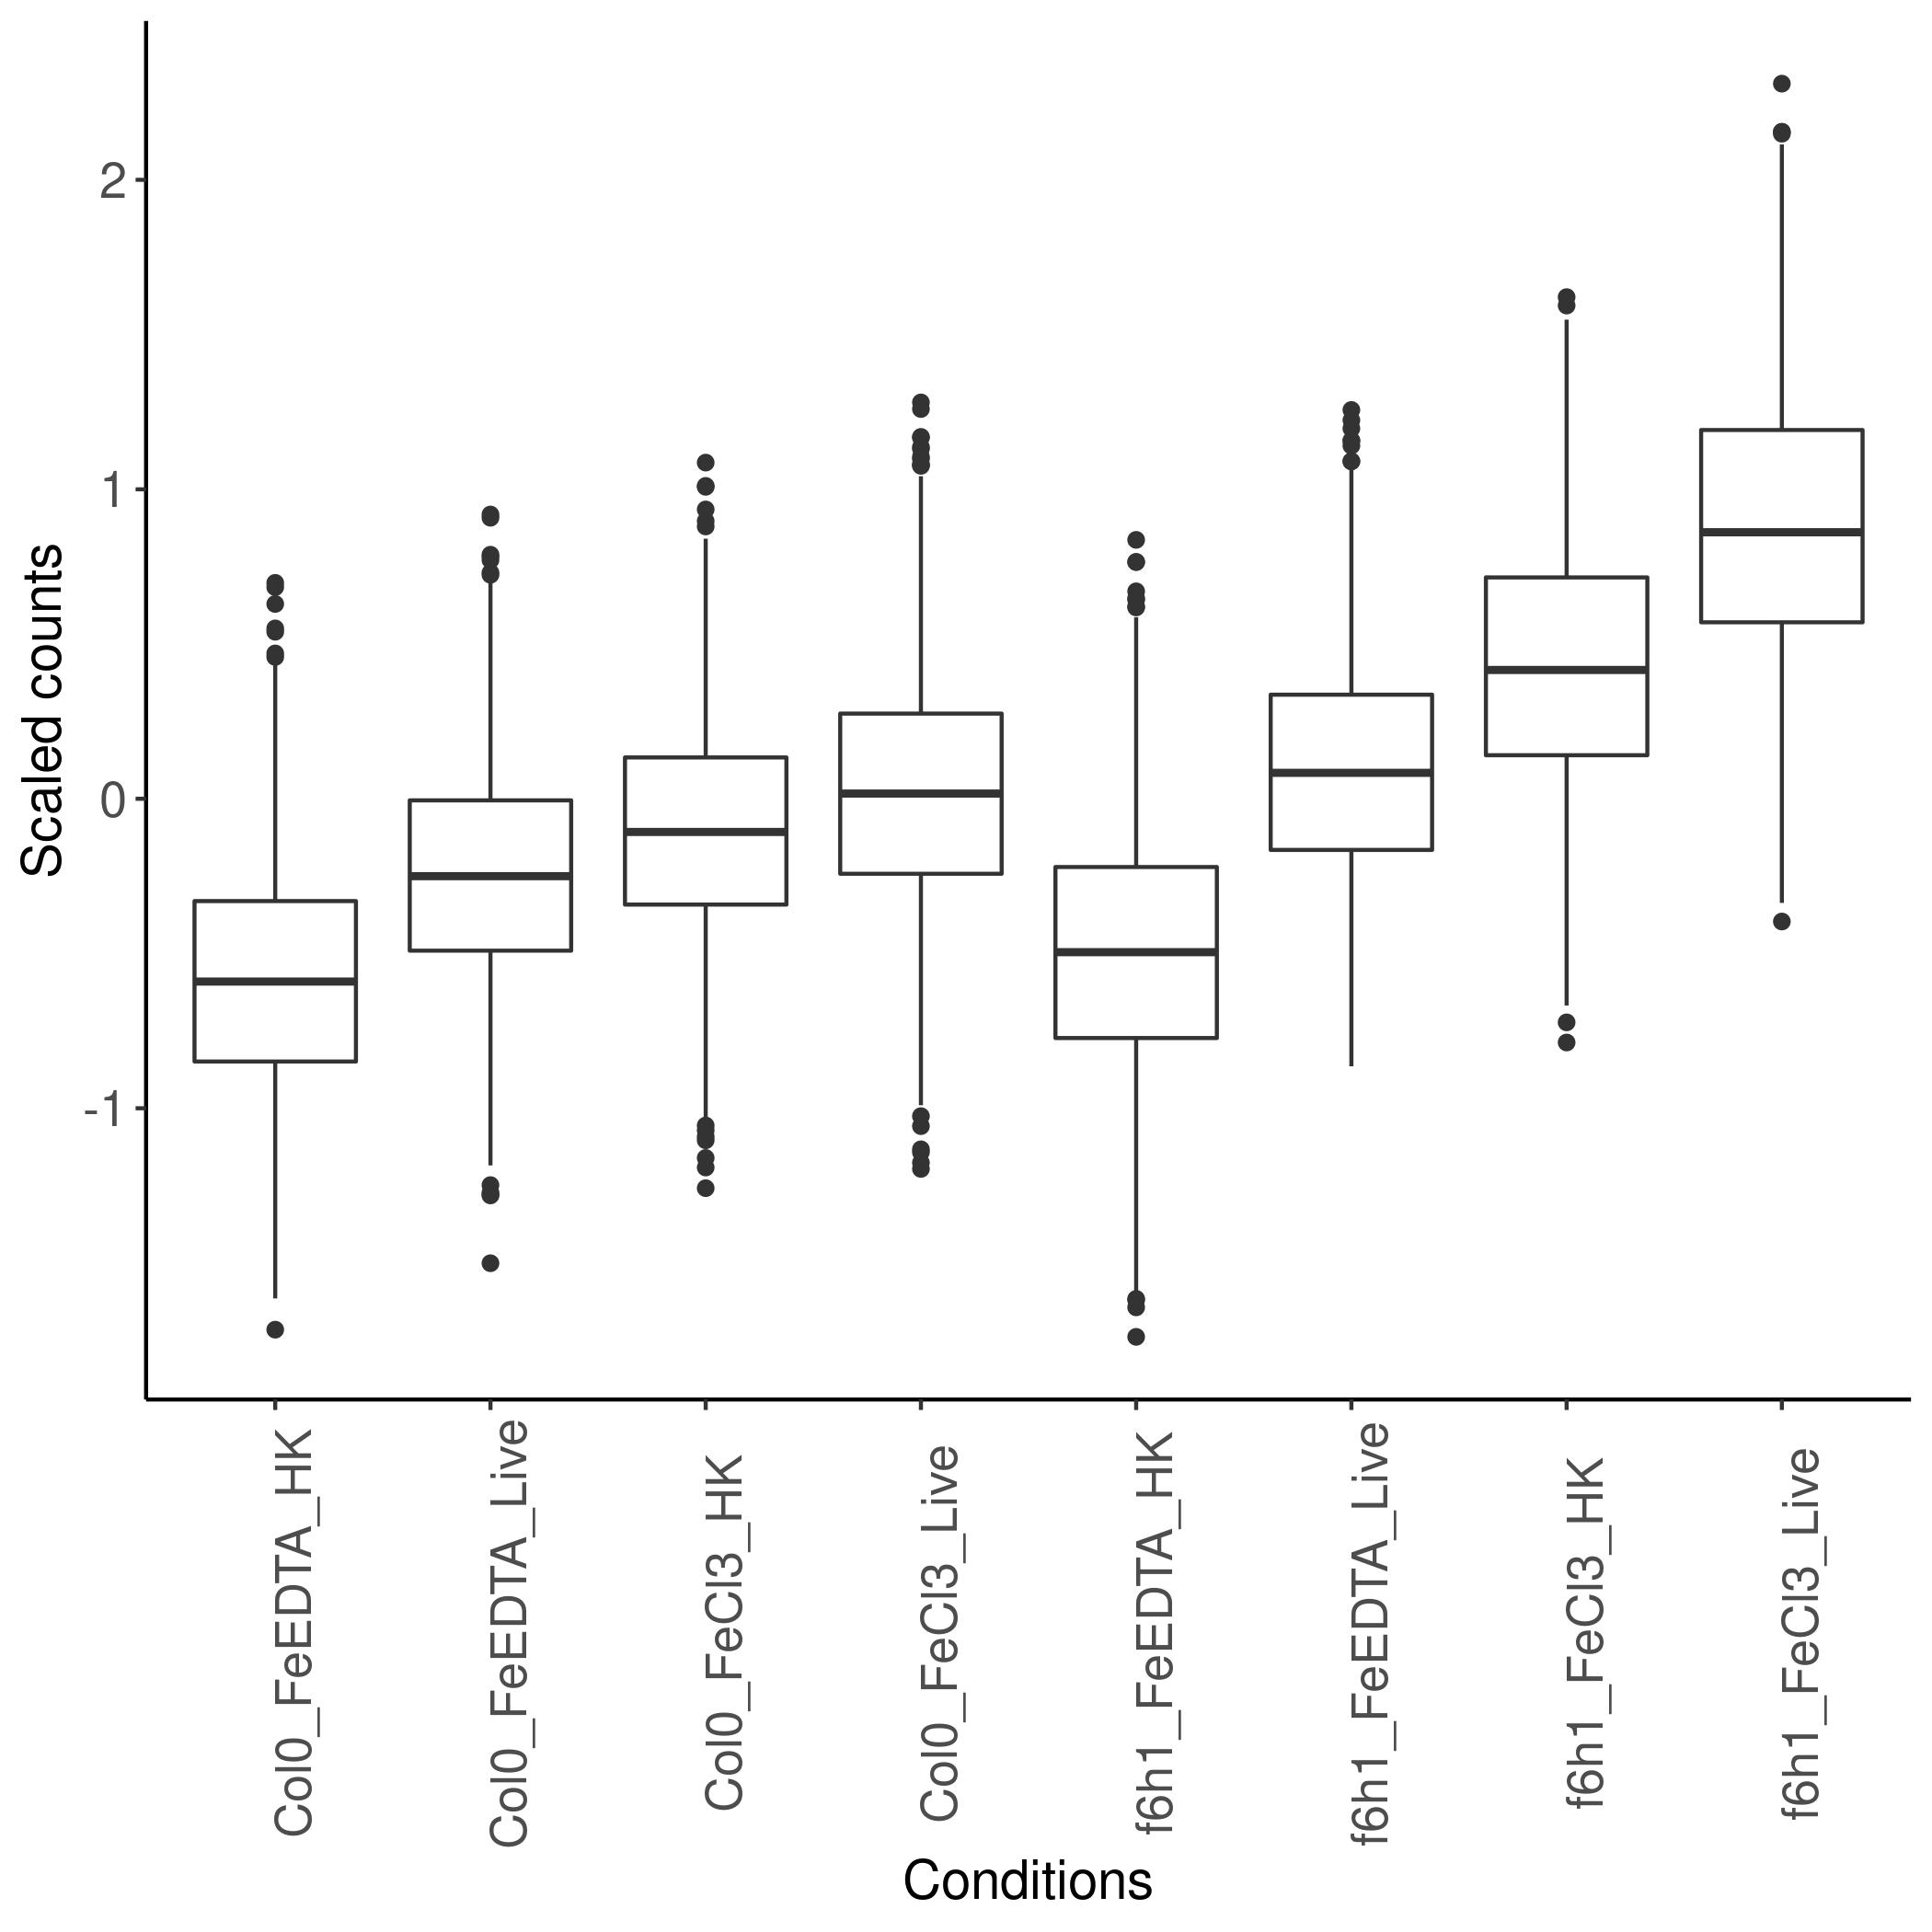 Scaled counts
2
1
0
-1
Col0_FeEDTA_HK
Col0_FeEDTA_Live
Col0_FeCl3_HK
Col0_FeCl3_Live
f6h1_FeEDTA_HK
f6h1_FeEDTA_Live
f6h1_FeCl3_HK
f6h1_FeCl3_Live
Conditions